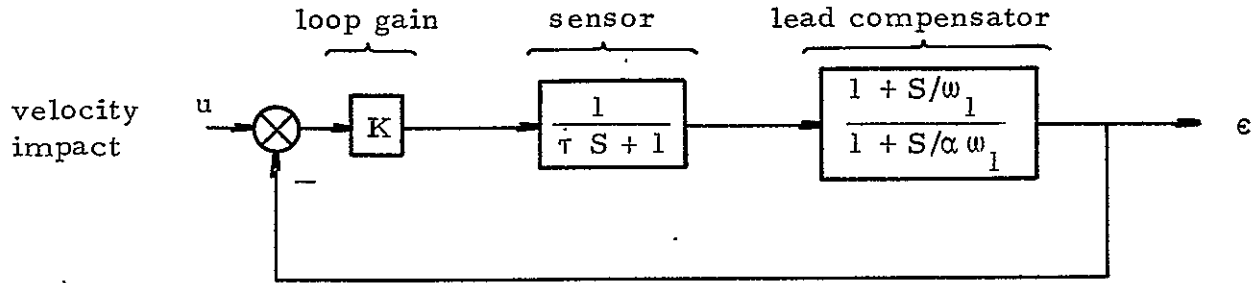 loop gain
sensor
lead compensator
velocity
impact
u
K
1
τ S + 1
1 + S/ω₁
1 + S/α ω₁
ϵ
−